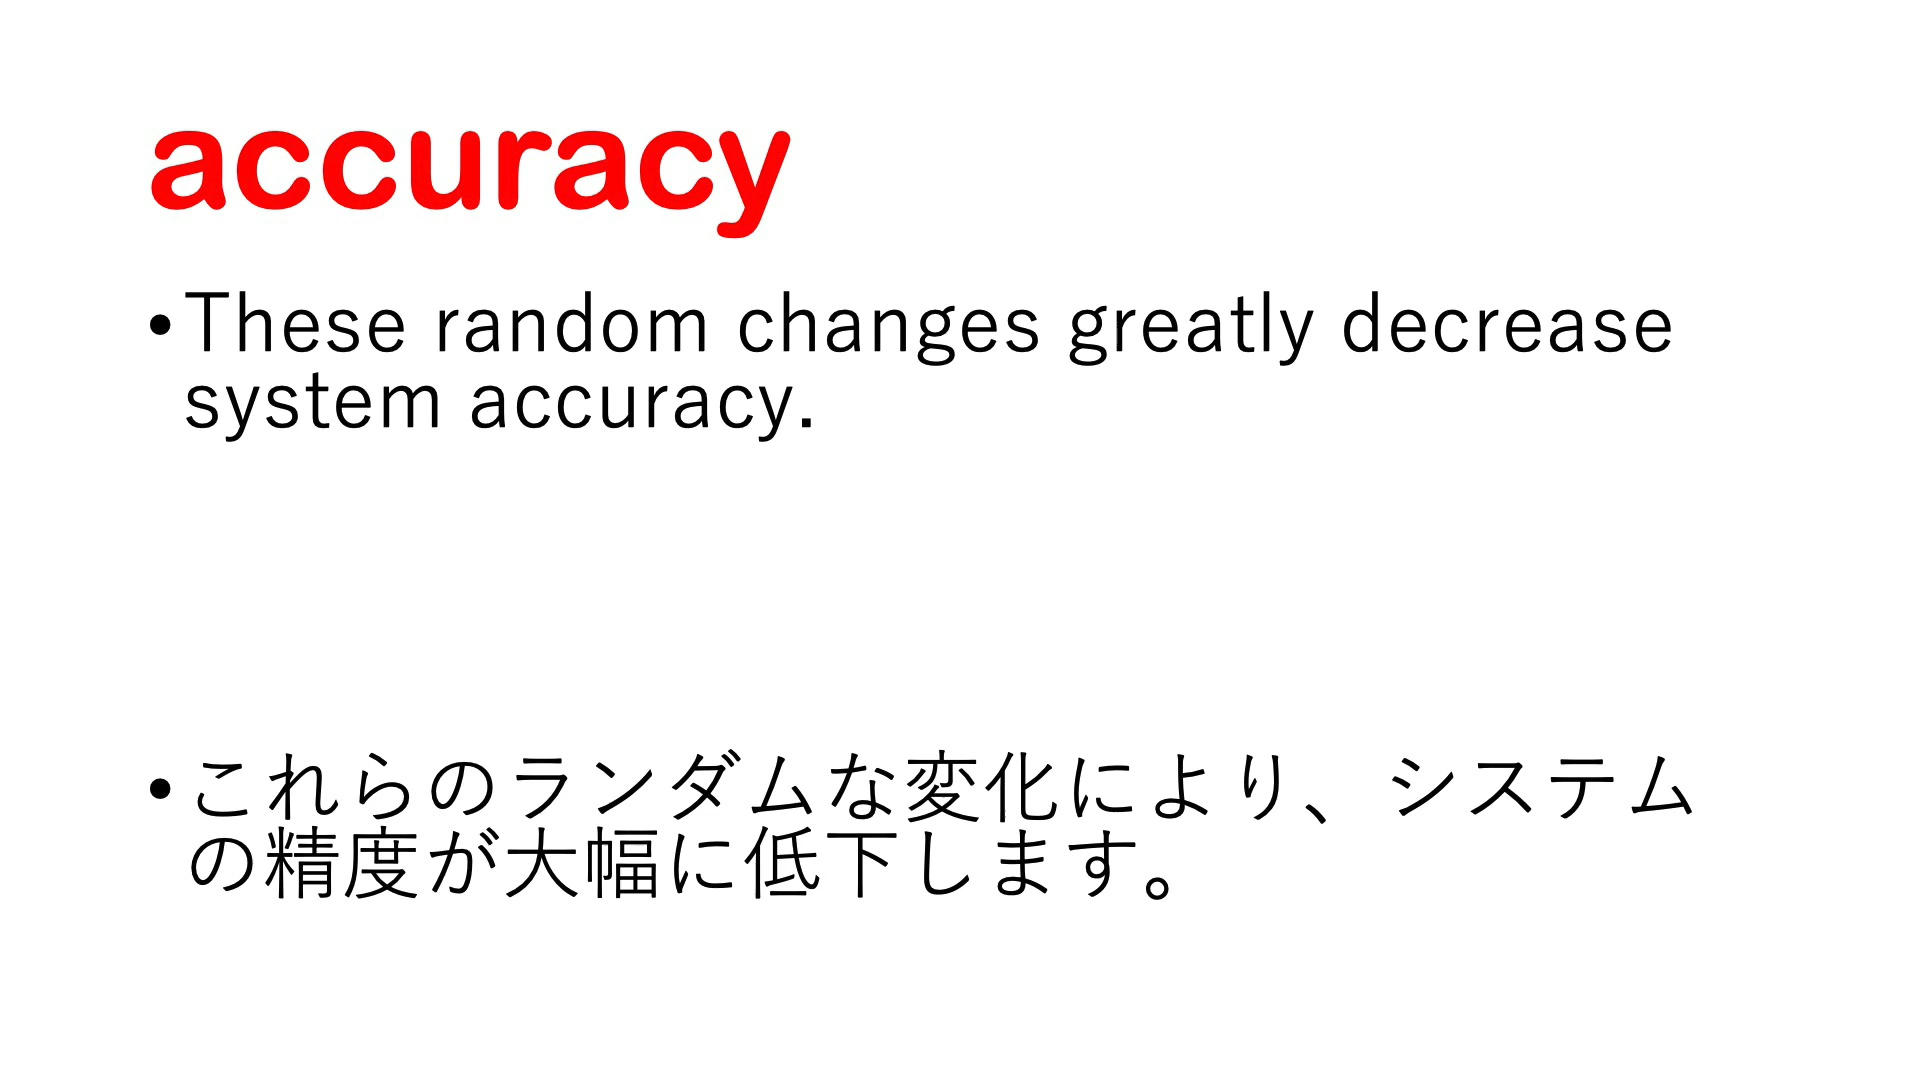 accuracy
•These random changes greatly decrease
system accuracy.
•これらのランダムな変化により、システム
の精度が大幅に低下します。